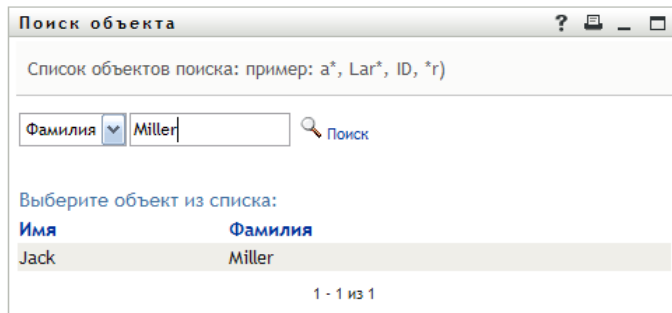 Поиск объекта ?
Список объектов поиска: пример: a*, Lar*, ID, *r)
Фамилия Miller Поиск
Выберите объект из списка:
Имя Фамилия
Jack Miller
1 - 1 из 1